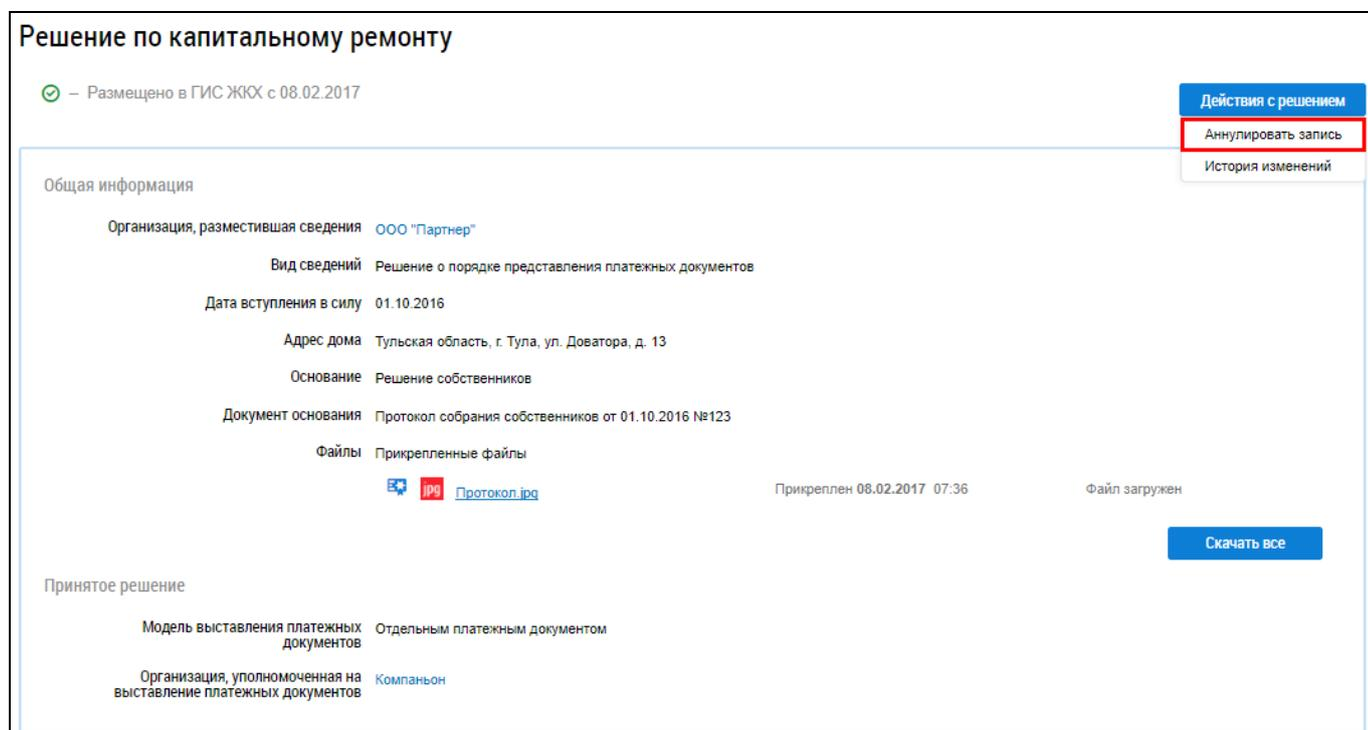 Решение по капитальному ремонту
– Размещено в ГИС ЖКХ с 08.02.2017
Действия с решением
Аннулировать запись
История изменений
Общая информация
Организация, разместившая сведения ООО "Партнер"
Вид сведений Решение о порядке представления платежных документов
Дата вступления в силу 01.10.2016
Адрес дома Тульская область, г. Тула, ул. Доватора, д. 13
Основание Решение собственников
Документ основания Протокол собрания собственников от 01.10.2016 №123
Файлы Прикрепленные файлы
jpg Протокол.jpg Прикреплен 08.02.2017 07:36 Файл загружен
Скачать все
Принятое решение
Модель выставления платежных Отдельным платежным документом
документов
Организация, уполномоченная на Компаньон
выставление платежных документов